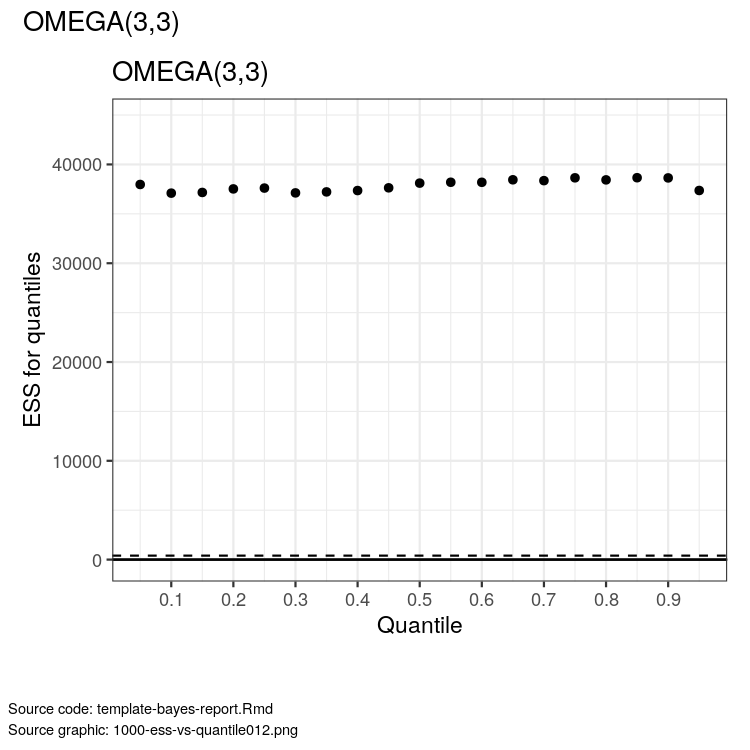 OMEGA(3,3)
OMEGA(3,3)
ESS for quantiles
40000
30000
20000
10000
0
0.1 0.2 0.3 0.4 0.5 0.6 0.7 0.8 0.9
Quantile
Source code: template-bayes-report.Rmd
Source graphic: 1000-ess-vs-quantile012.png